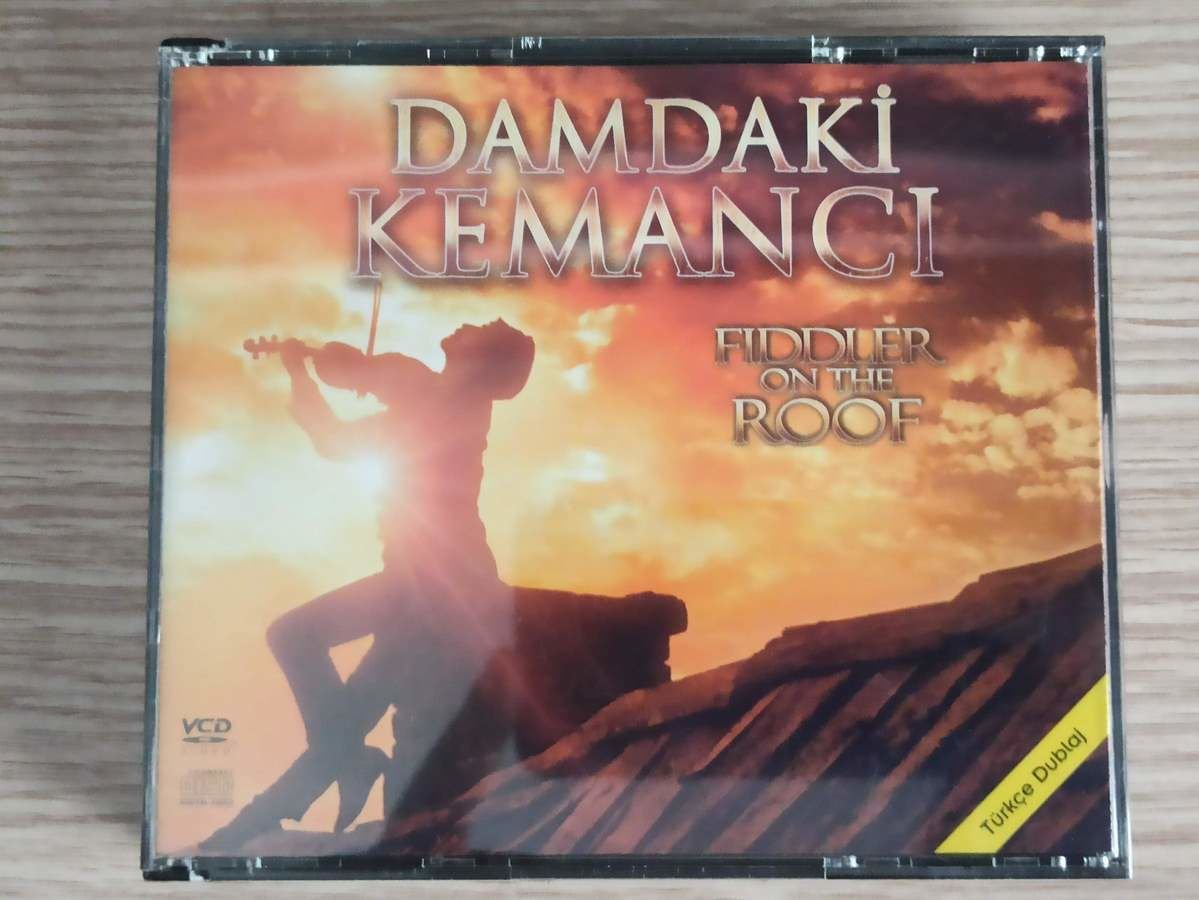 DAMDAKİ
KEMANCI
FIDDLER
ON THE
ROOF
VCD
Türkçe Dublaj